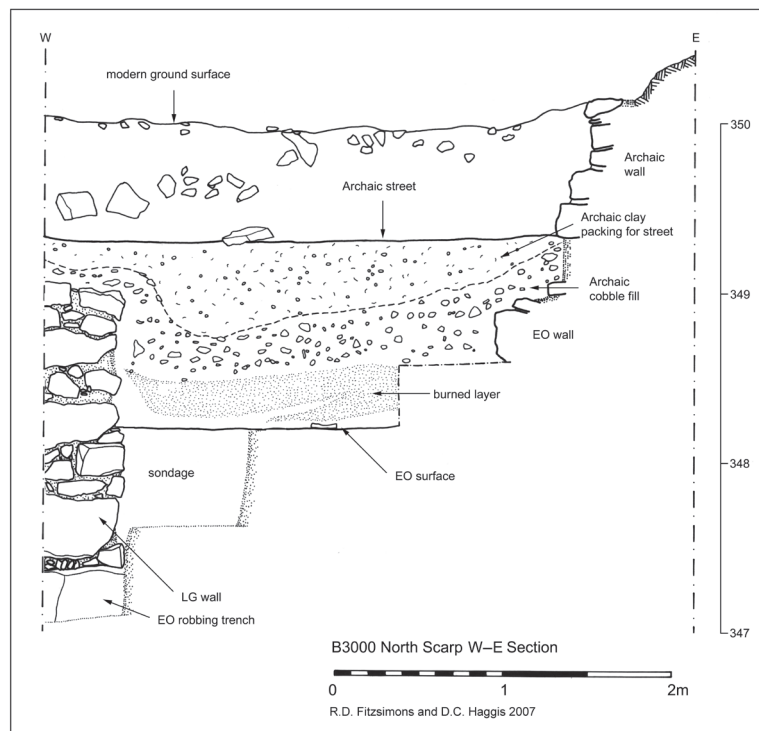 W
E
modern ground surface
350
Archaic
wall
Archaic street
Archaic clay
packing for street
Archaic
cobble fill
349
EO wall
burned layer
EO surface
sondage
348
LG wall
EO robbing trench
347
B3000 North Scarp W–E Section
0 1 2m
R.D. Fitzsimons and D.C. Haggis 2007